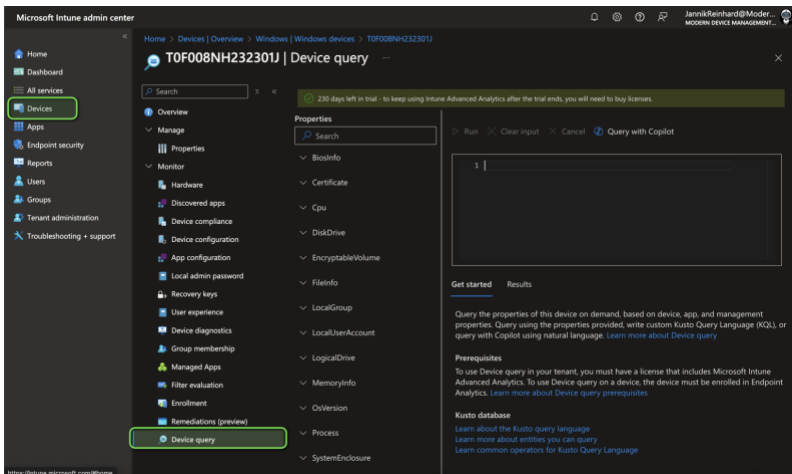 Microsoft Intune admin center
JannikReinhard@Moder...
MODERN DEVICE MANAGEMENT...
Home > Devices | Overview > Windows | Windows devices > T0F008NH232301J
T0F008NH232301J | Device query ...
Home
Dashboard
All services
Devices
Apps
Endpoint security
Reports
Users
Groups
Tenant administration
Troubleshooting + support
Search
Overview
Manage
Properties
Monitor
Hardware
Discovered apps
Device compliance
Device configuration
App configuration
Local admin password
Recovery keys
User experience
Device diagnostics
Group membership
Managed Apps
Filter evaluation
Enrollment
Remediations (preview)
Device query
230 days left in trial - to keep using Intune Advanced Analytics after the trial ends, you will need to buy licenses.
Properties
Search
BiosInfo
Certificate
Cpu
DiskDrive
EncryptableVolume
FileInfo
LocalGroup
LocalUserAccount
LogicalDrive
MemoryInfo
OsVersion
Process
SystemEnclosure
Run Clear input Cancel Query with Copilot
1
Get started Results
Query the properties of this device on demand, based on device, app, and management
properties. Query using the properties provided, write custom Kusto Query Language (KQL), or
query with Copilot using natural language. Learn more about Device query
Prerequisites
To use Device query in your tenant, you must have a license that includes Microsoft Intune
Advanced Analytics. To use Device query on a device, the device must be enrolled in Endpoint
Analytics. Learn more about Device query prerequisites
Kusto database
Learn about the Kusto query language
Learn more about entities you can query
Learn common operators for Kusto Query Language
https://intune.microsoft.com/#home